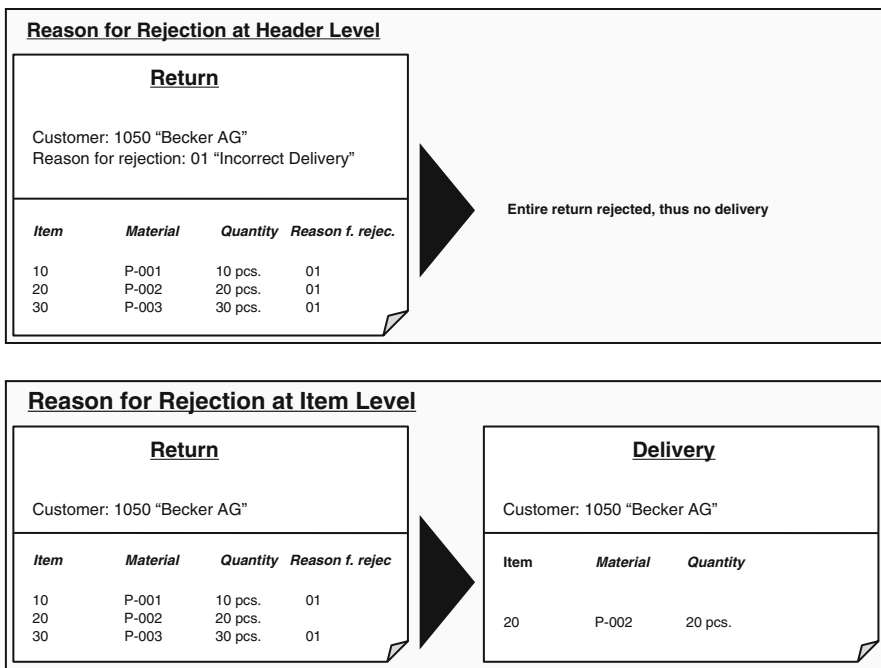 Reason for Rejection at Header Level
Return
Customer: 1050 “Becker AG”
Reason for rejection: 01 “Incorrect Delivery”
Item Material Quantity Reason f. rejec.
10 P-001 10 pcs. 01
20 P-002 20 pcs. 01
30 P-003 30 pcs. 01
Entire return rejected, thus no delivery
Reason for Rejection at Item Level
Return
Customer: 1050 “Becker AG”
Item Material Quantity Reason f. rejec
10 P-001 10 pcs. 01
20 P-002 20 pcs.
30 P-003 30 pcs. 01
Delivery
Customer: 1050 “Becker AG”
Item Material Quantity
20 P-002 20 pcs.